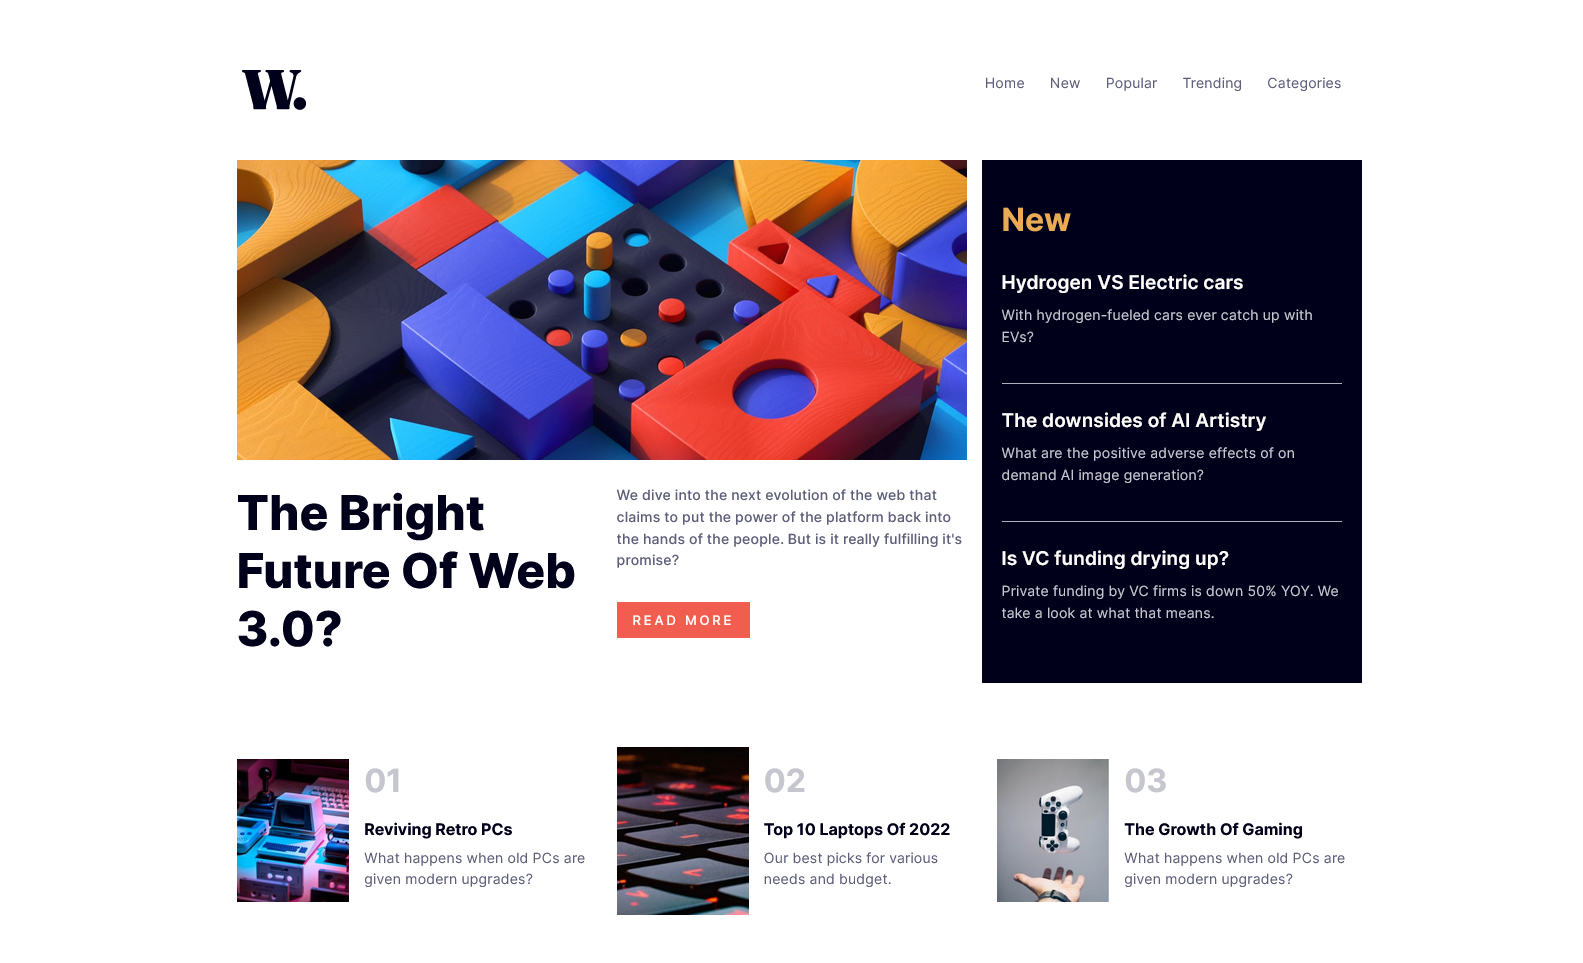 W.
Home New Popular Trending Categories
The Bright
Future Of Web
3.0?
We dive into the next evolution of the web that
claims to put the power of the platform back into
the hands of the people. But is it really fulfilling it's
promise?
READ MORE
New
Hydrogen VS Electric cars
With hydrogen-fueled cars ever catch up with
EVs?
The downsides of AI Artistry
What are the positive adverse effects of on
demand AI image generation?
Is VC funding drying up?
Private funding by VC firms is down 50% YOY. We
take a look at what that means.
01
Reviving Retro PCs
What happens when old PCs are
given modern upgrades?
02
Top 10 Laptops Of 2022
Our best picks for various
needs and budget.
03
The Growth Of Gaming
What happens when old PCs are
given modern upgrades?